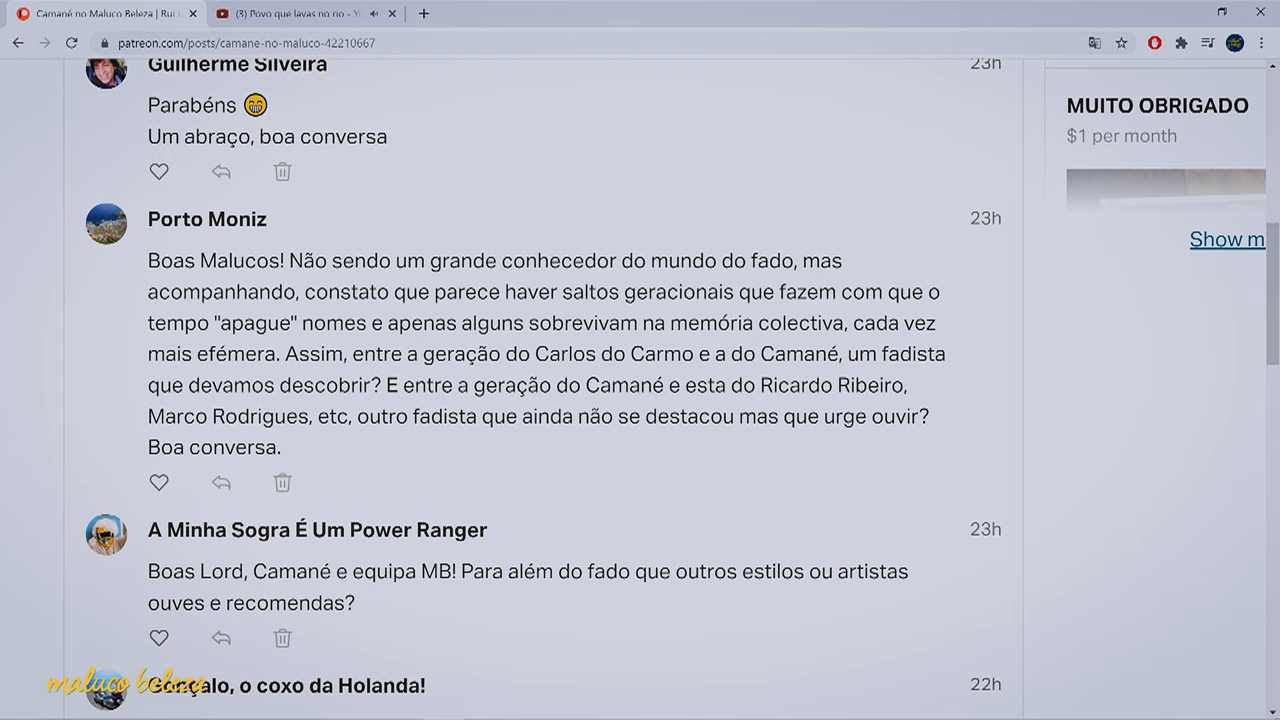 Camané no Maluco Beleza | Rui
(3) Povo que lavas no rio -
patreon.com/posts/camane-no-maluco-42210667
Guilherme Silveira
23h
Parabéns 😁
Um abraço, boa conversa
Porto Moniz
23h
Boas Malucos! Não sendo um grande conhecedor do mundo do fado, mas
acompanhando, constato que parece haver saltos geracionais que fazem com que o
tempo "apague" nomes e apenas alguns sobrevivam na memória colectiva, cada vez
mais efémera. Assim, entre a geração do Carlos do Carmo e a do Camané, um fadista
que devamos descobrir? E entre a geração do Camané e esta do Ricardo Ribeiro,
Marco Rodrigues, etc, outro fadista que ainda não se destacou mas que urge ouvir?
Boa conversa.
A Minha Sogra É Um Power Ranger
23h
Boas Lord, Camané e equipa MB! Para além do fado que outros estilos ou artistas
ouves e recomendas?
Gonçalo, o coxo da Holanda!
22h
MUITO OBRIGADO
$1 per month
Show m
maluco beleza